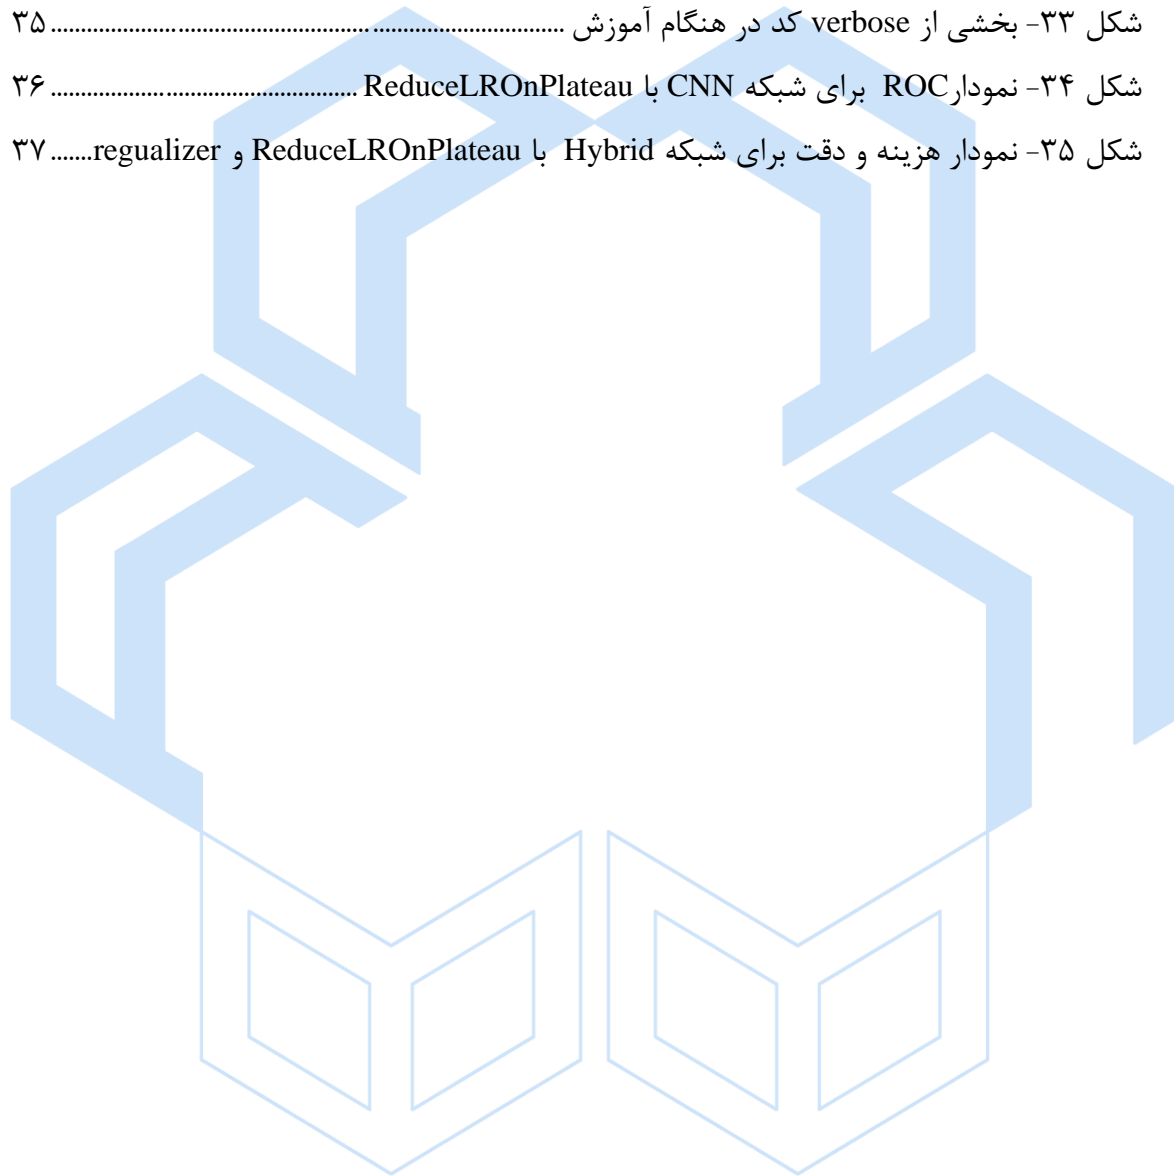 شکل ۳۳- بخشی از verbose کد در هنگام آموزش ........................................................................ ۳۵
شکل ۳۴- نمودارROC برای شبکه CNN با ReduceLROnPlateau ........................................................ ۳۶
شکل ۳۵- نمودار هزینه و دقت برای شبکه Hybrid با ReduceLROnPlateau و regualizer....... ۳۷